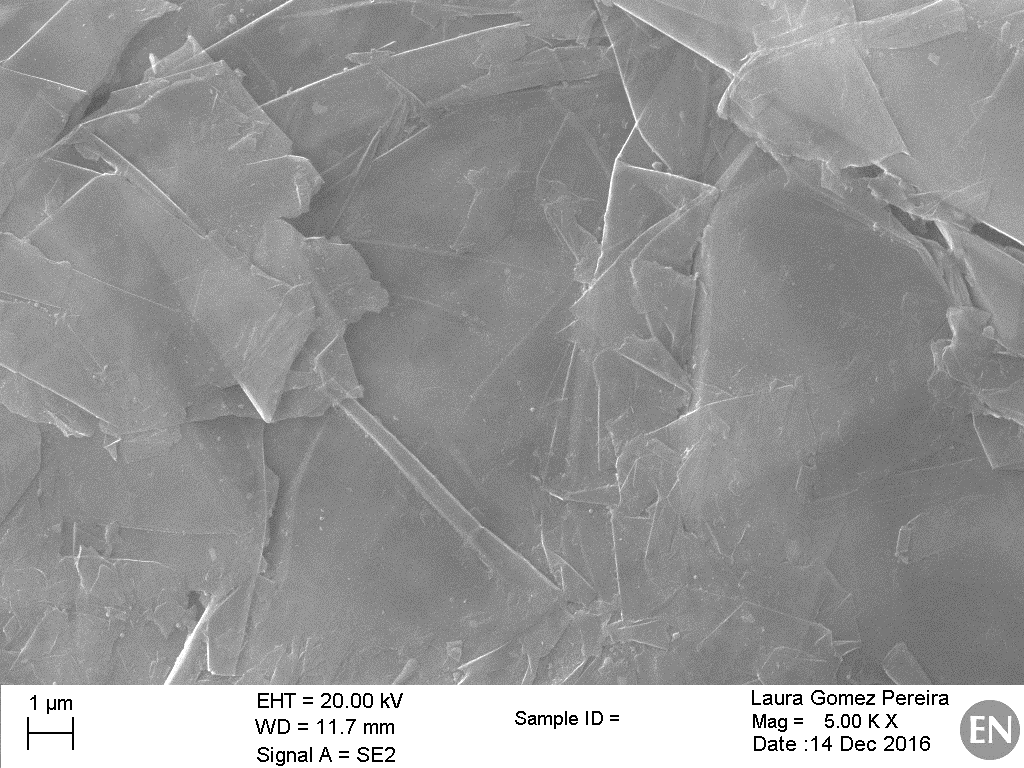 1 µm
EHT = 20.00 kV
WD = 11.7 mm
Signal A = SE2
Sample ID =
Laura Gomez Pereira
Mag = 5.00 K X
Date :14 Dec 2016
EN